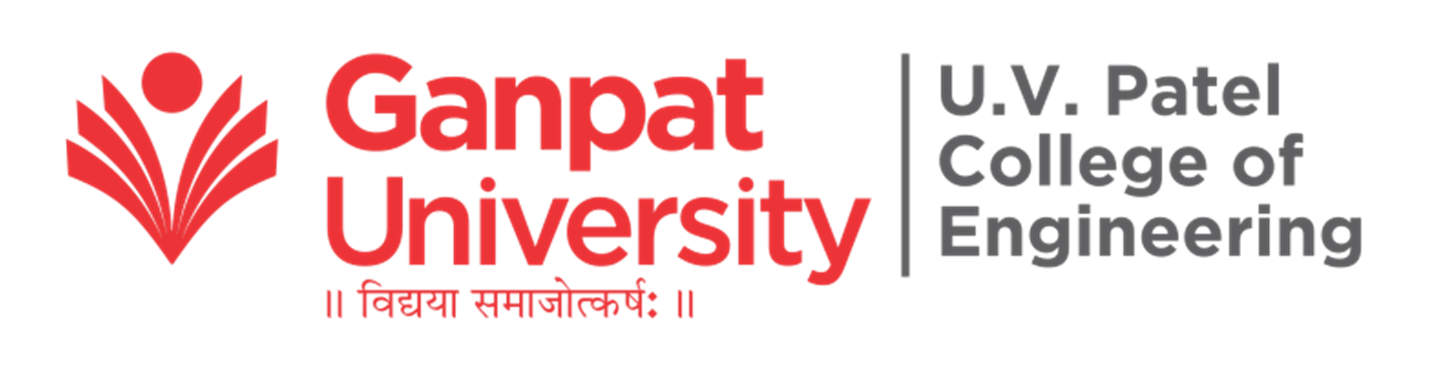 Ganpat
University
॥ विद्यया समाजोत्कर्ष: ॥
U.V. Patel
College of
Engineering